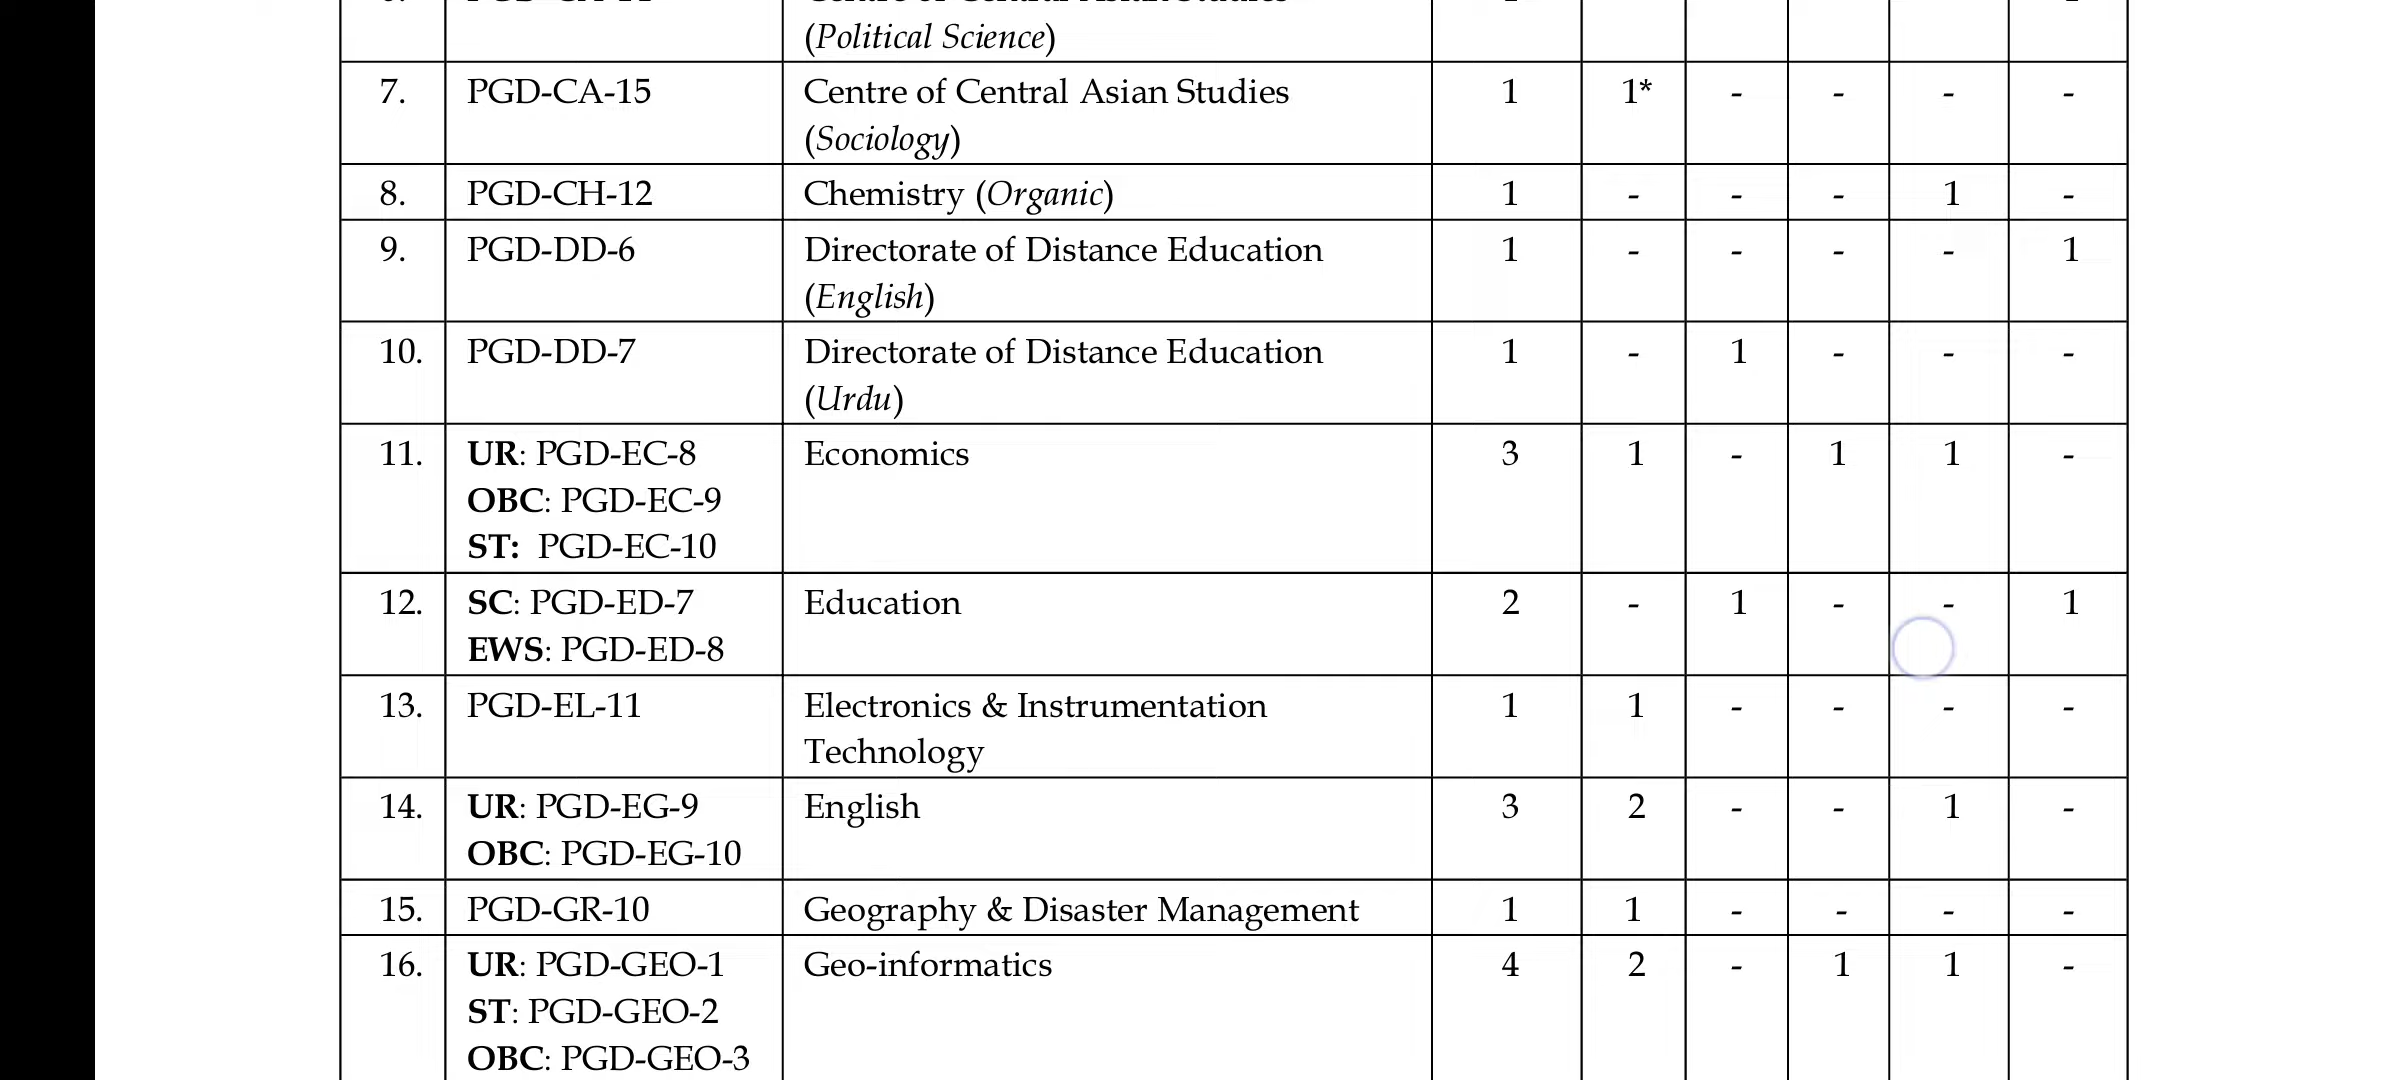 (Political Science)
7. PGD-CA-15 Centre of Central Asian Studies 1 1* - - - -
(Sociology)
8. PGD-CH-12 Chemistry (Organic) 1 - - - 1 -
9. PGD-DD-6 Directorate of Distance Education 1 - - - - 1
(English)
10. PGD-DD-7 Directorate of Distance Education 1 - 1 - - -
(Urdu)
11. UR: PGD-EC-8 Economics 3 1 - 1 1 -
OBC: PGD-EC-9
ST: PGD-EC-10
12. SC: PGD-ED-7 Education 2 - 1 - - 1
EWS: PGD-ED-8
13. PGD-EL-11 Electronics & Instrumentation 1 1 - - - -
Technology
14. UR: PGD-EG-9 English 3 2 - - 1 -
OBC: PGD-EG-10
15. PGD-GR-10 Geography & Disaster Management 1 1 - - - -
16. UR: PGD-GEO-1 Geo-informatics 4 2 - 1 1 -
ST: PGD-GEO-2
OBC: PGD-GEO-3